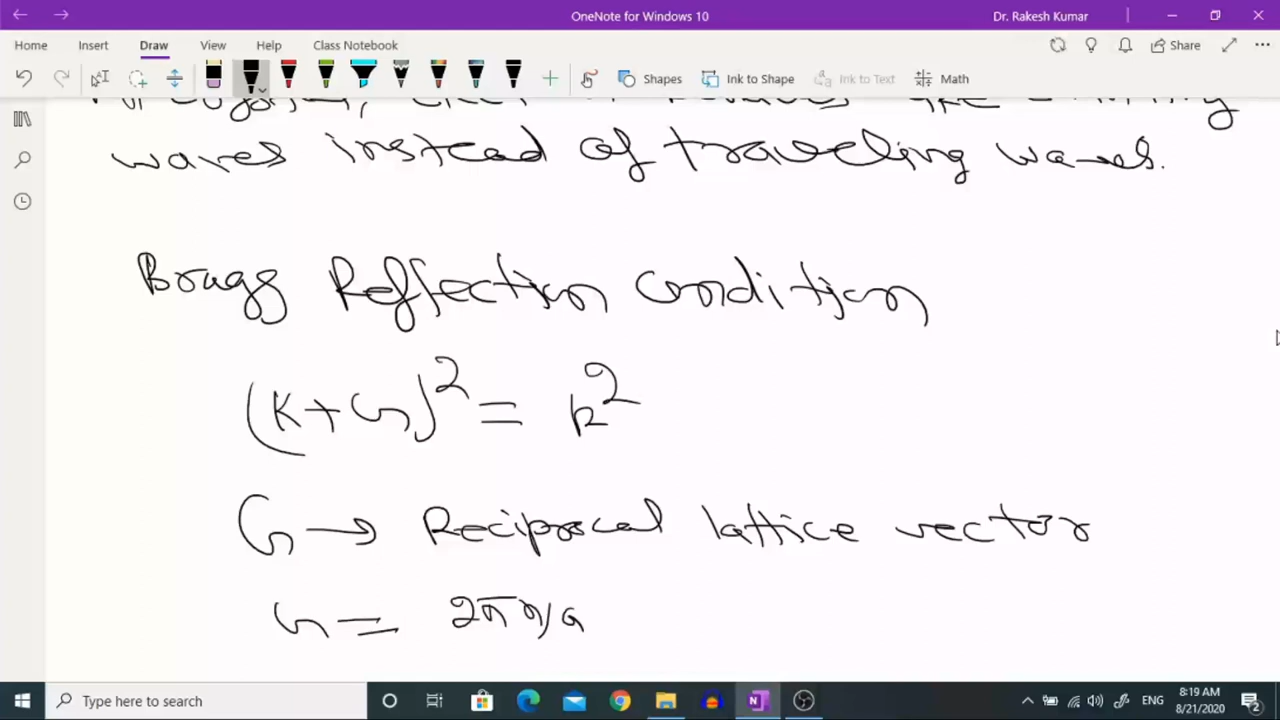 OneNote for Windows 10
Dr. Rakesh Kumar
Home Insert Draw View Help Class Notebook Share
Shapes Ink to Shape Ink to Text Math
waves instead of traveling waves.
Bragg Reflection Condition
(K+G)² = k²
G → Reciprocal lattice vector
G = 2πn/a
Type here to search
ENG
8:19 AM
8/21/2020
2